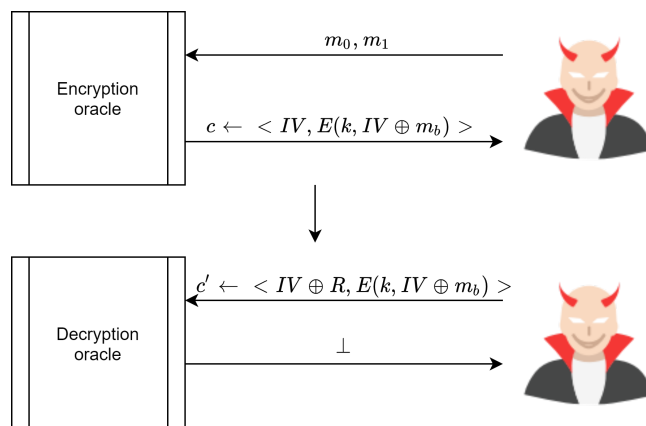 m_0, m_1
Encryption
oracle
c ← < IV, E(k, IV ⊕ m_b) >
c' ← < IV ⊕ R, E(k, IV ⊕ m_b) >
Decryption
oracle
⊥